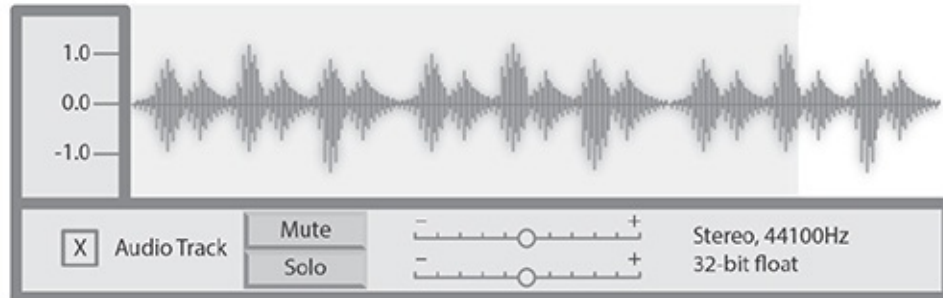 1.0
0.0
-1.0
X Audio Track
Mute
Solo
- +
- +
Stereo, 44100Hz
32-bit float